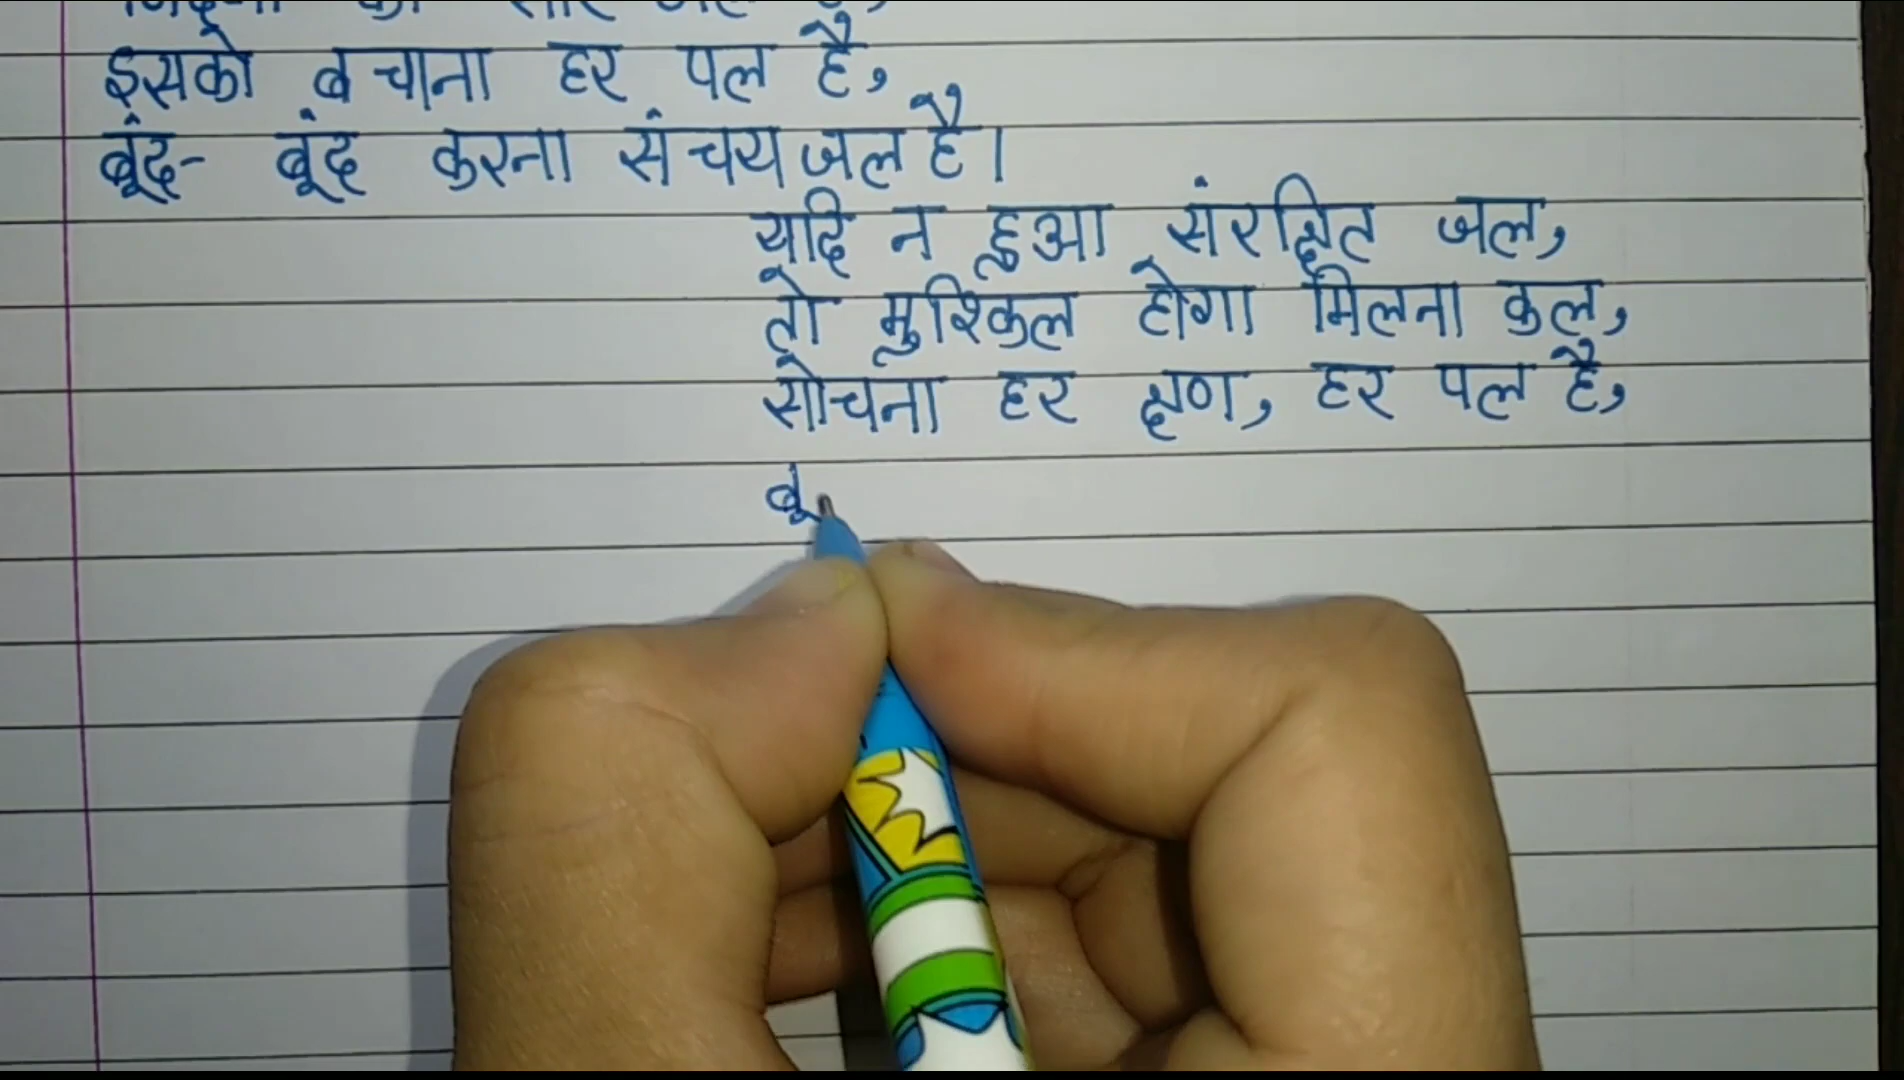 इसको बचाना हर पल है,
बूंद- बूंद करना संचय जल है।
यदि न हुआ संरक्षित जल,
तो मुश्किल होगा मिलना कल,
सोचना हर क्षण, हर पल है,
बू